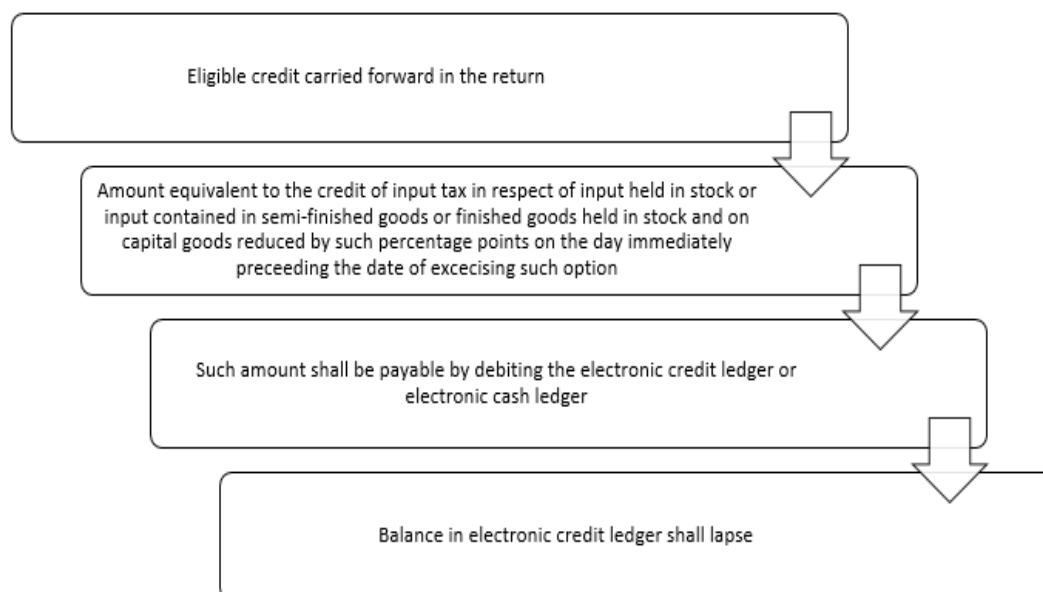 Eligible credit carried forward in the return
Amount equivalent to the credit of input tax in respect of input held in stock or
input contained in semi-finished goods or finished goods held in stock and on
capital goods reduced by such percentage points on the day immediately
preceeding the date of excecising such option
Such amount shall be payable by debiting the electronic credit ledger or
electronic cash ledger
Balance in electronic credit ledger shall lapse